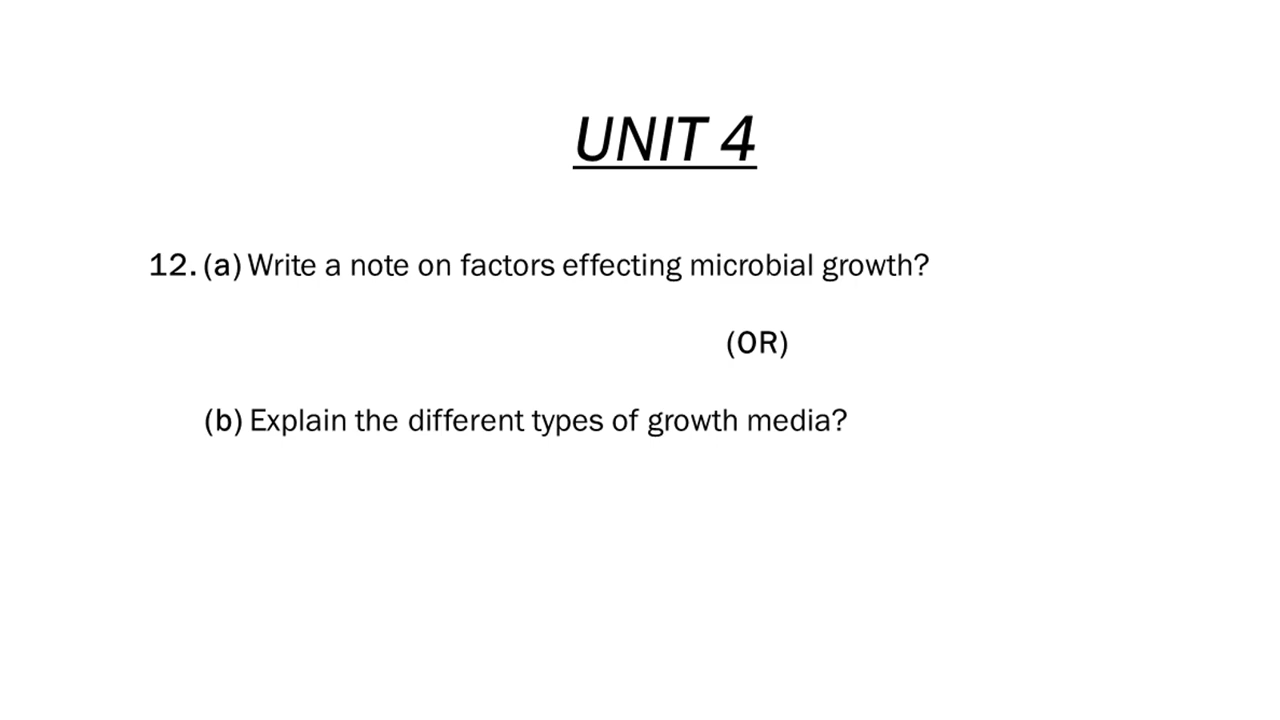 UNIT 4
12. (a) Write a note on factors effecting microbial growth?
(OR)
(b) Explain the different types of growth media?